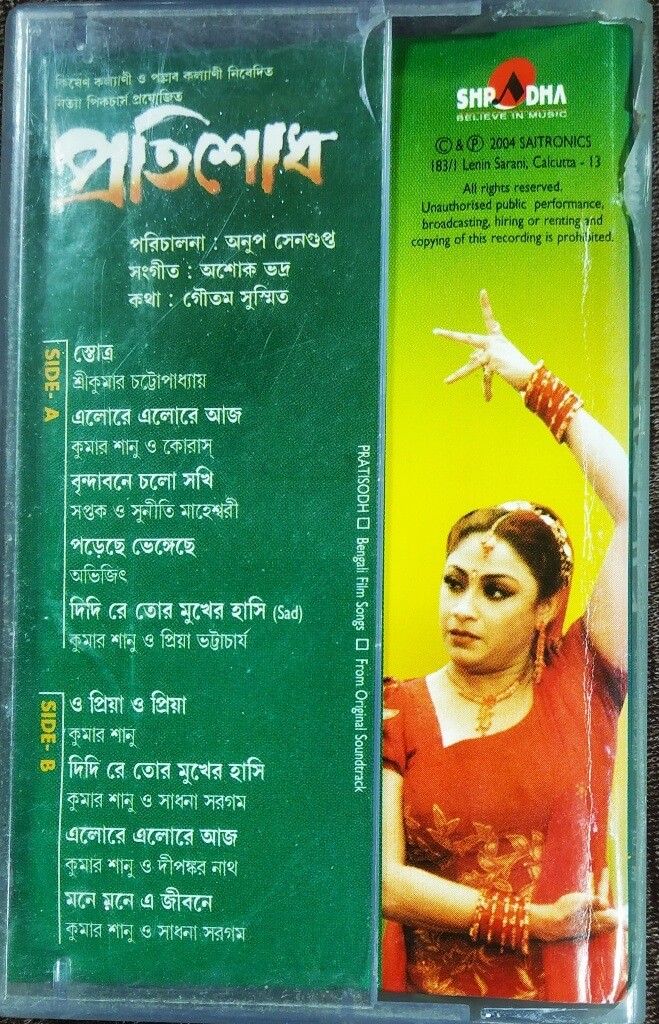 কিষেণ কল্যাণী ও পল্লব কল্যাণী নিবেদিত
নিত্যা পিকচার্স প্রযোজিত
প্রতিশোধ
পরিচালনা : অনুপ সেনগুপ্ত
সংগীত : অশোক ভদ্র
কথা : গৌতম সুস্মিত
SIDE- A
স্তোত্র
শ্রীকুমার চট্টোপাধ্যায়
এলোরে এলোরে আজ
কুমার শানু ও কোরাস্
বৃন্দাবনে চলো সখি
সপ্তক ও সুনীতি মাহেশ্বরী
পড়েছে ভেঙ্গেছে
অভিজিৎ
দিদি রে তোর মুখের হাসি (Sad)
কুমার শানু ও প্রিয়া ভট্টাচার্য
SIDE- B
ও প্রিয়া ও প্রিয়া
কুমার শানু
দিদি রে তোর মুখের হাসি
কুমার শানু ও সাধনা সরগম
এলোরে এলোরে আজ
কুমার শানু ও দীপঙ্কর নাথ
মনে মনে এ জীবনে
কুমার শানু ও সাধনা সরগম
PRATISODH □ Bengali Film Songs □ From Original Soundtrack
SHRADHA
BELIEVE IN MUSIC
© & ℗ 2004 SAITRONICS
183/1 Lenin Sarani, Calcutta - 13
All rights reserved.
Unauthorised public performance,
broadcasting, hiring or renting and
copying of this recording is prohibited.